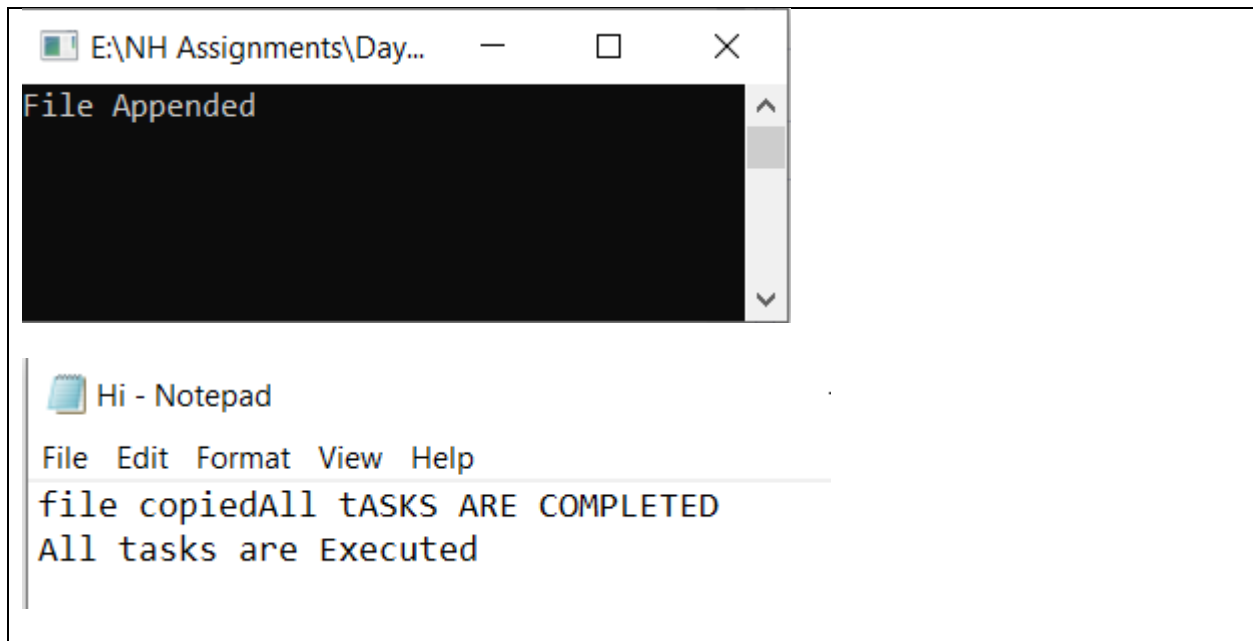 E:\NH Assignments\Day...
File Appended
Hi - Notepad
File Edit Format View Help
file copiedAll tASKS ARE COMPLETED
All tasks are Executed